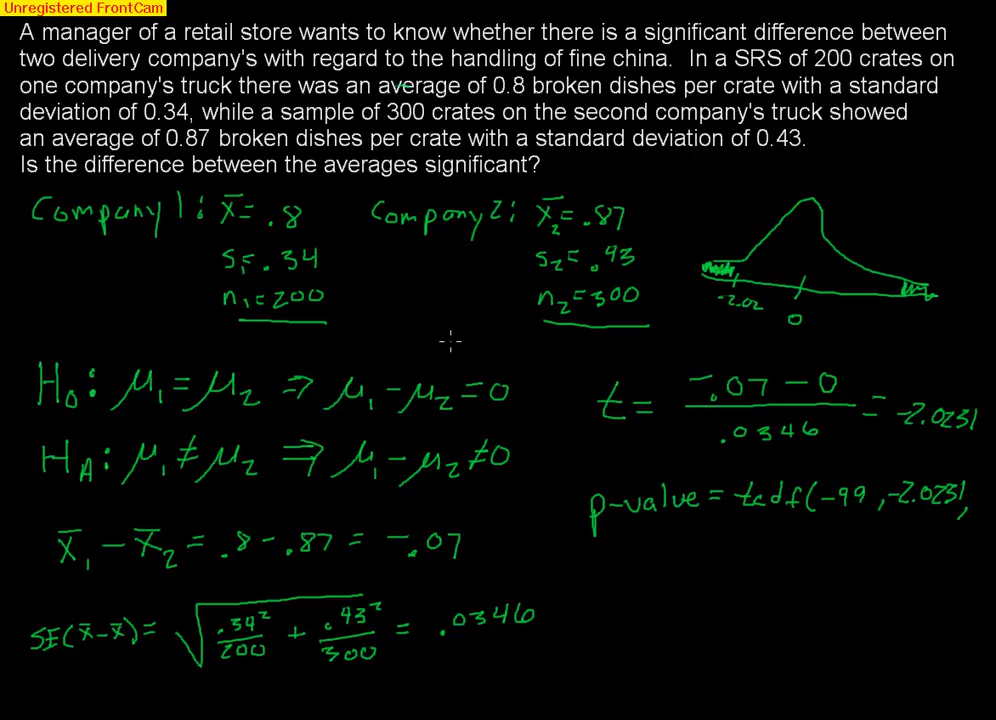 Unregistered FrontCam
A manager of a retail store wants to know whether there is a significant difference between
two delivery company's with regard to the handling of fine china. In a SRS of 200 crates on
one company's truck there was an average of 0.8 broken dishes per crate with a standard
deviation of 0.34, while a sample of 300 crates on the second company's truck showed
an average of 0.87 broken dishes per crate with a standard deviation of 0.43.
Is the difference between the averages significant?
Company 1: x̄ = .8
s₁ = .34
n₁ = 200
Company 2: x̄₂ = .87
s₂ = .43
n₂ = 300
-2.02
0
H₀: μ₁ = μ₂ ⇒ μ₁ - μ₂ = 0
H_A: μ₁ ≠ μ₂ ⇒ μ₁ - μ₂ ≠ 0
x̄₁ - x̄₂ = .8 - .87 = -.07
SE(x̄-x̄) = √(.34²/200 + .43²/300) = .0346
t = (-.07 - 0)/.0346 = -2.0231
p-value = tcdf(-99, -2.0231,